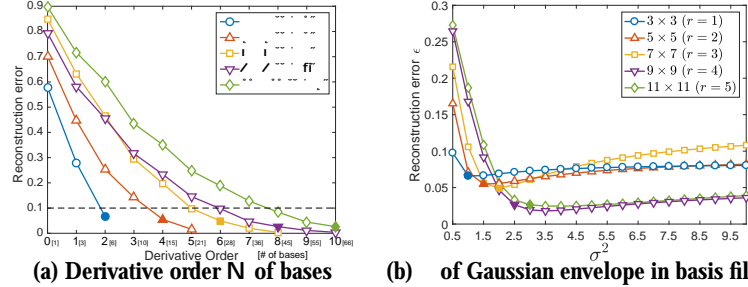 0.9
0.8
0.7
0.6
0.5
0.4
0.3
0.2
0.1
0
Reconstruction error
0[1] 1[3] 2[6] 3[10] 4[15] 5[21] 6[28] 7[36] 8[45] 9[55] 10[66]
Derivative Order [# of bases]
(a) Derivative order N of bases
0.3
0.25
0.2
0.15
0.1
0.05
0
Reconstruction error ϵ
3 × 3 (r = 1)
5 × 5 (r = 2)
7 × 7 (r = 3)
9 × 9 (r = 4)
11 × 11 (r = 5)
0.5 1.5 2.5 3.5 4.5 5.5 6.5 7.5 8.5 9.5
σ²
(b) of Gaussian envelope in basis fil